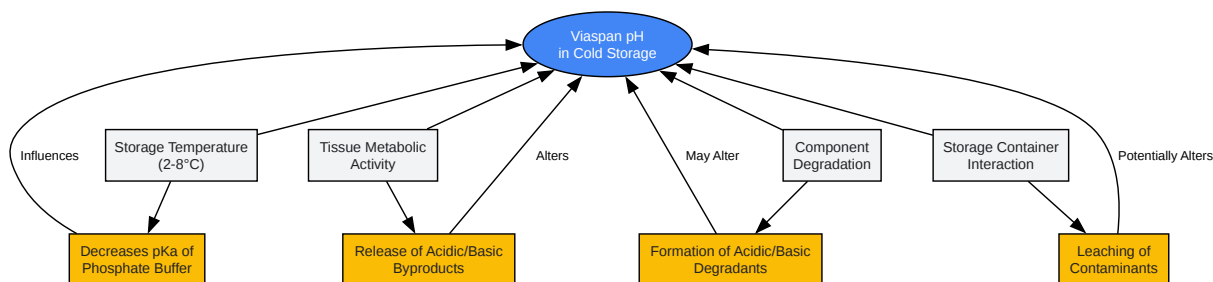 Viaspan pH
in Cold Storage
Storage Temperature
(2-8°C)
Tissue Metabolic
Activity
Component
Degradation
Storage Container
Interaction
Influences
Alters
May Alter
Potentially Alters
Decreases pKa of
Phosphate Buffer
Release of Acidic/Basic
Byproducts
Formation of Acidic/Basic
Degradants
Leaching of
Contaminants